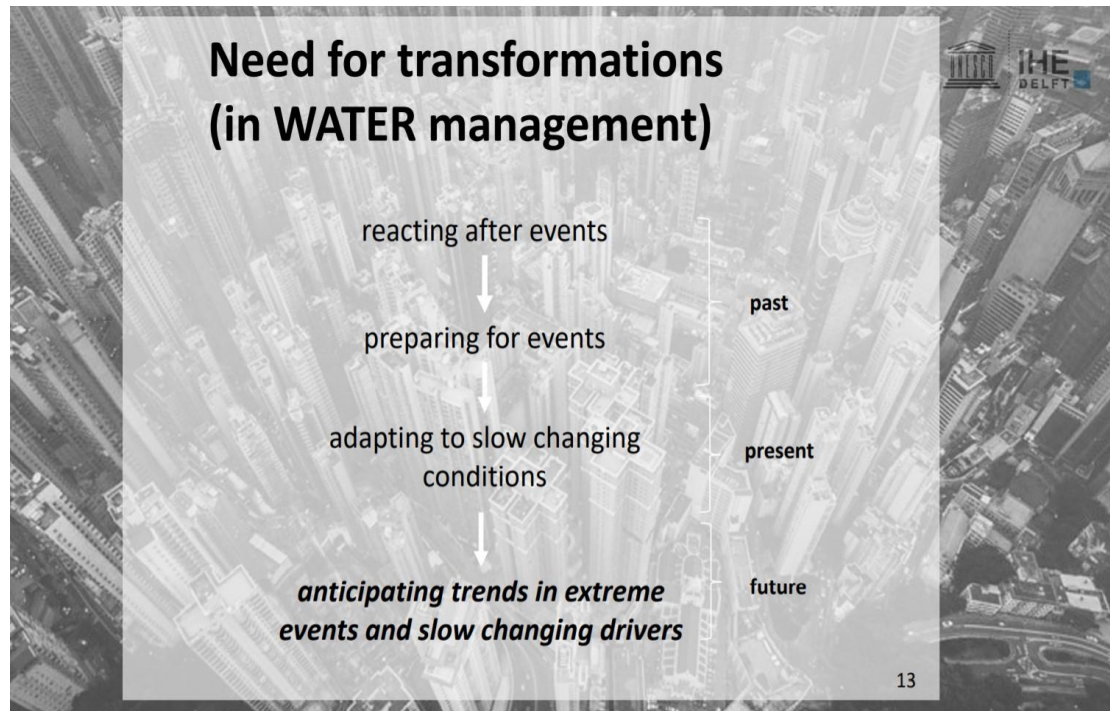 Need for transformations
(in WATER management)
UNESCO
IHE
DELFT
reacting after events
past
preparing for events
adapting to slow changing
conditions
present
anticipating trends in extreme
events and slow changing drivers
future
13